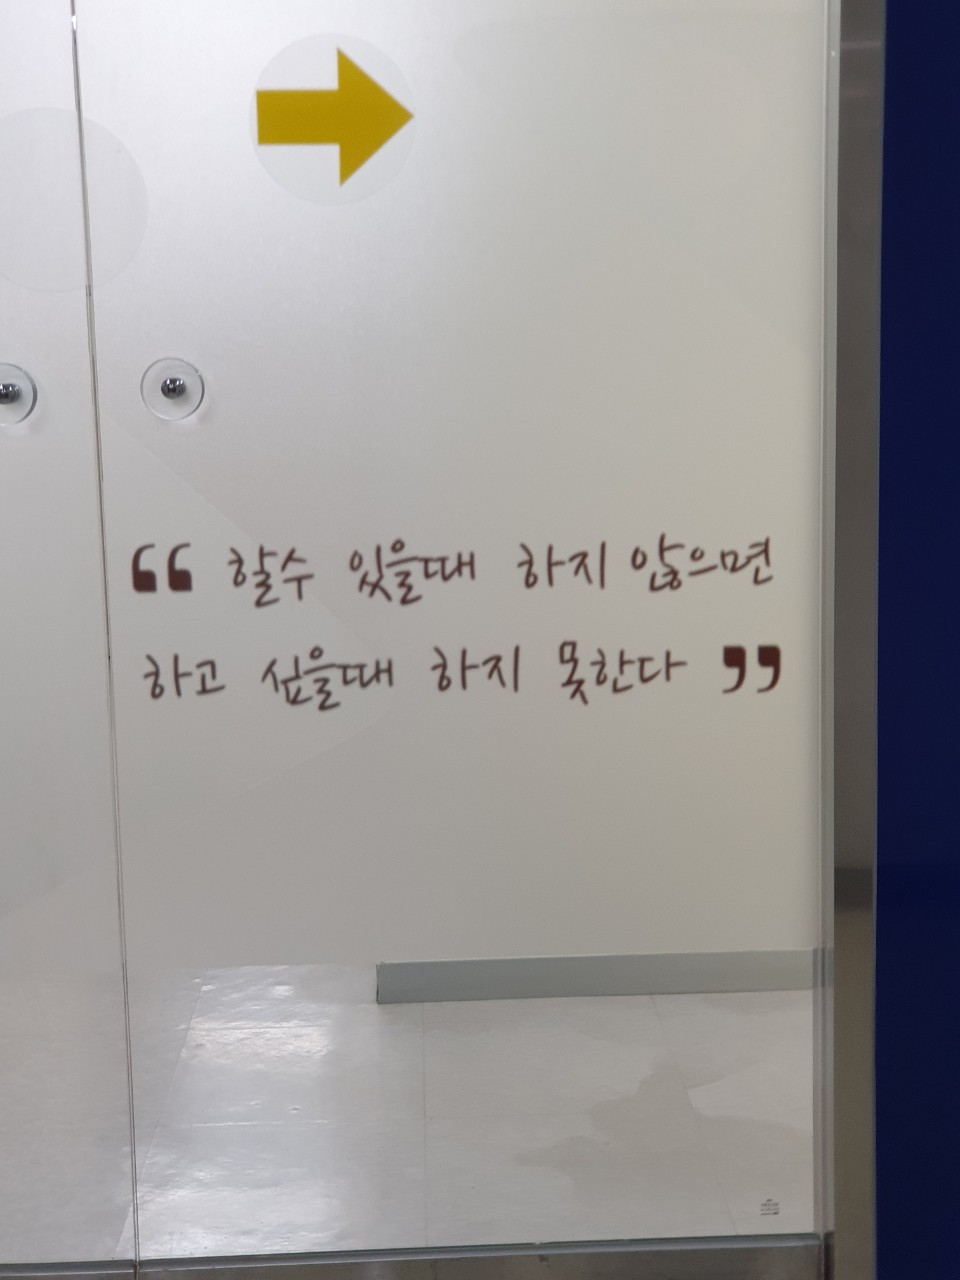 “ 할수 있을때 하지 않으면
하고 싶을때 하지 못한다 ”